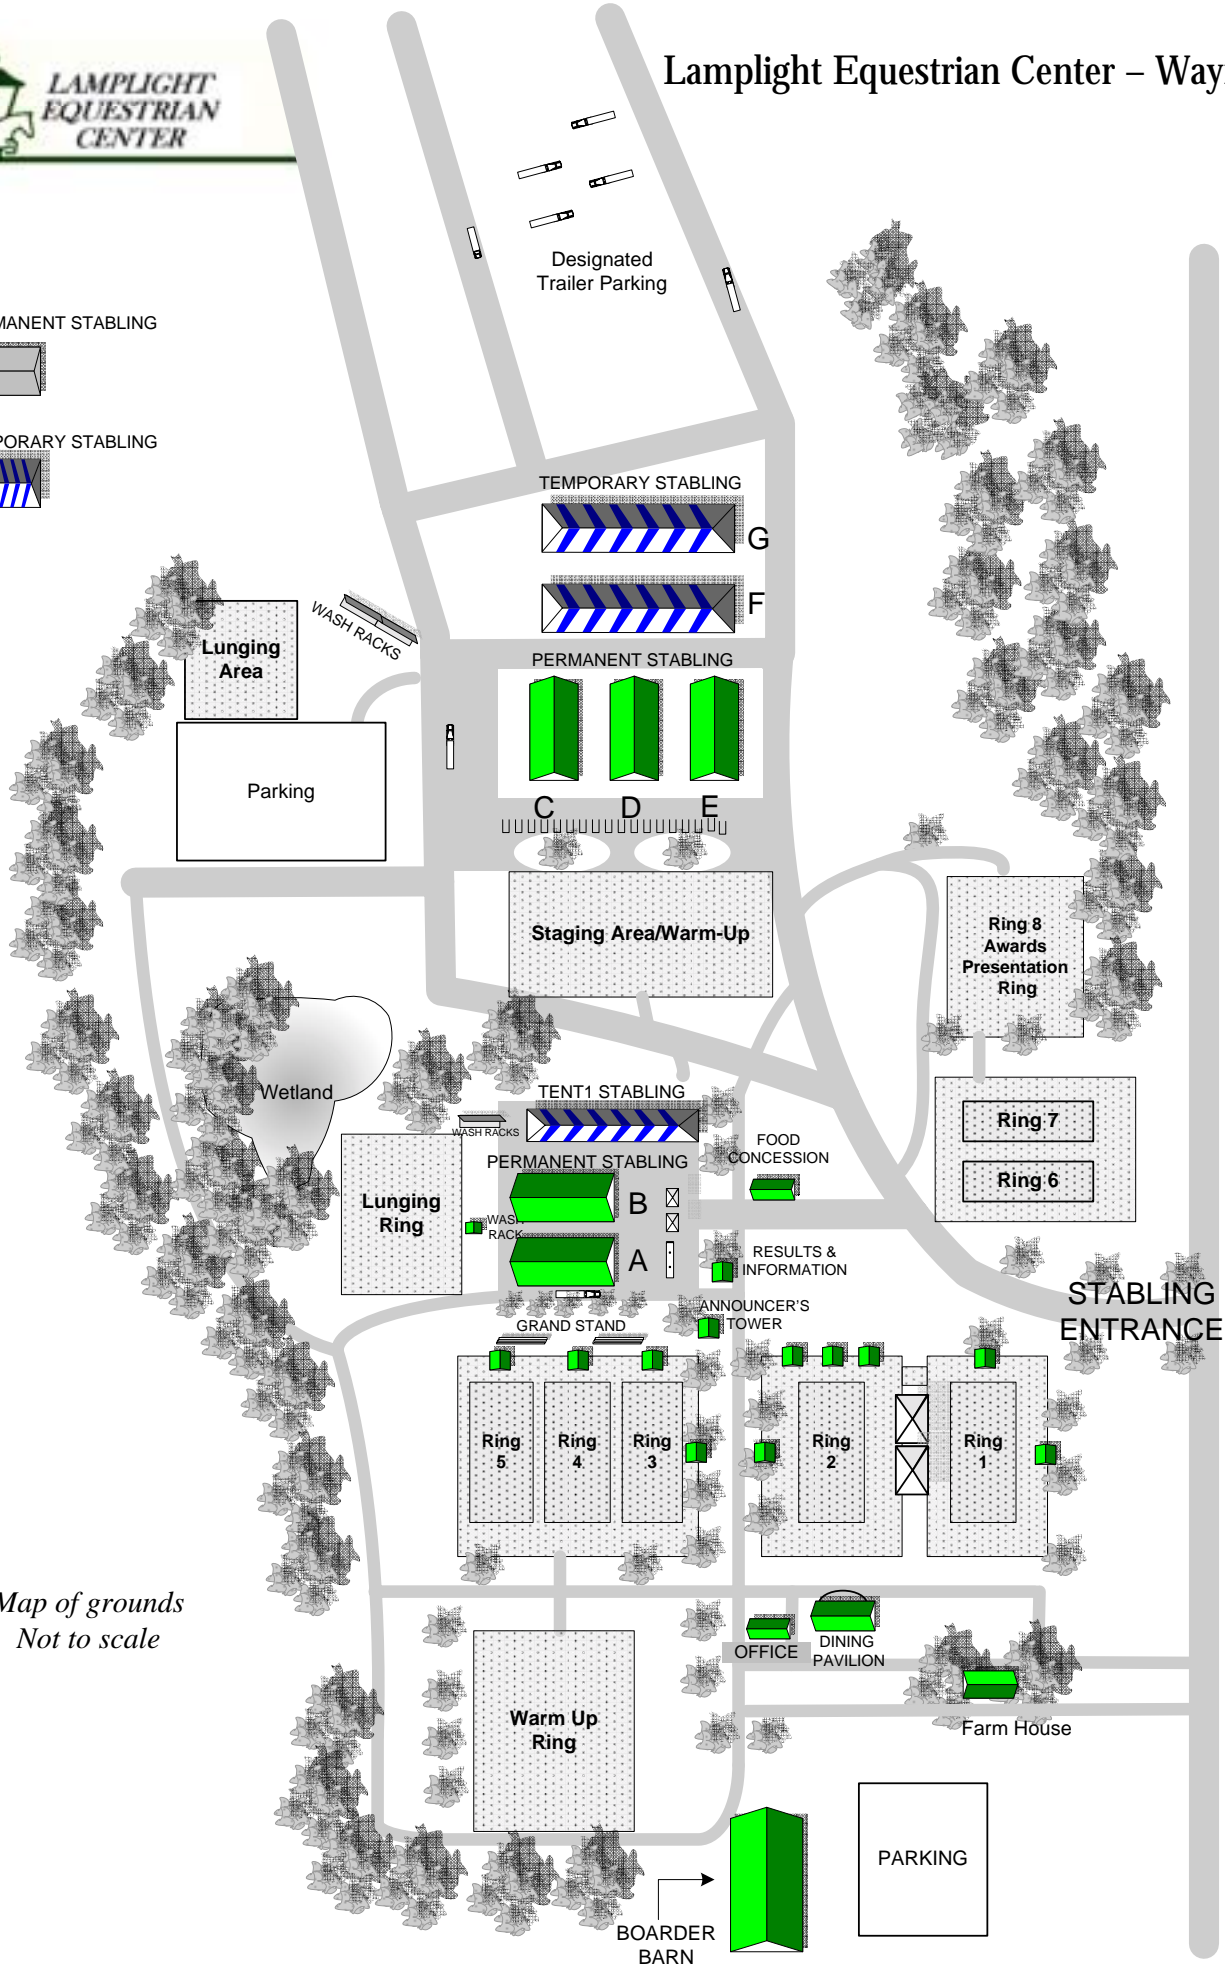 Lamplight Equestrian Center – Way
LAMPLIGHT
EQUESTRIAN
CENTER
Designated
Trailer Parking
MANENT STABLING
PORARY STABLING
TEMPORARY STABLING
G
F
WASH RACKS
Lunging
Area
PERMANENT STABLING
Parking
C
D
E
Staging Area/Warm-Up
Ring 8
Awards
Presentation
Ring
Wetland
TENT1 STABLING
WASH RACKS
FOOD
CONCESSION
Ring 7
Ring 6
PERMANENT STABLING
B
Lunging
Ring
WASH
RACK
A
RESULTS &
INFORMATION
STABLING
ENTRANCE
ANNOUNCER'S
TOWER
GRAND STAND
Ring
5
Ring
4
Ring
3
Ring
2
Ring
1
Map of grounds
Not to scale
OFFICE
DINING
PAVILION
Warm Up
Ring
Farm House
PARKING
BOARDER
BARN